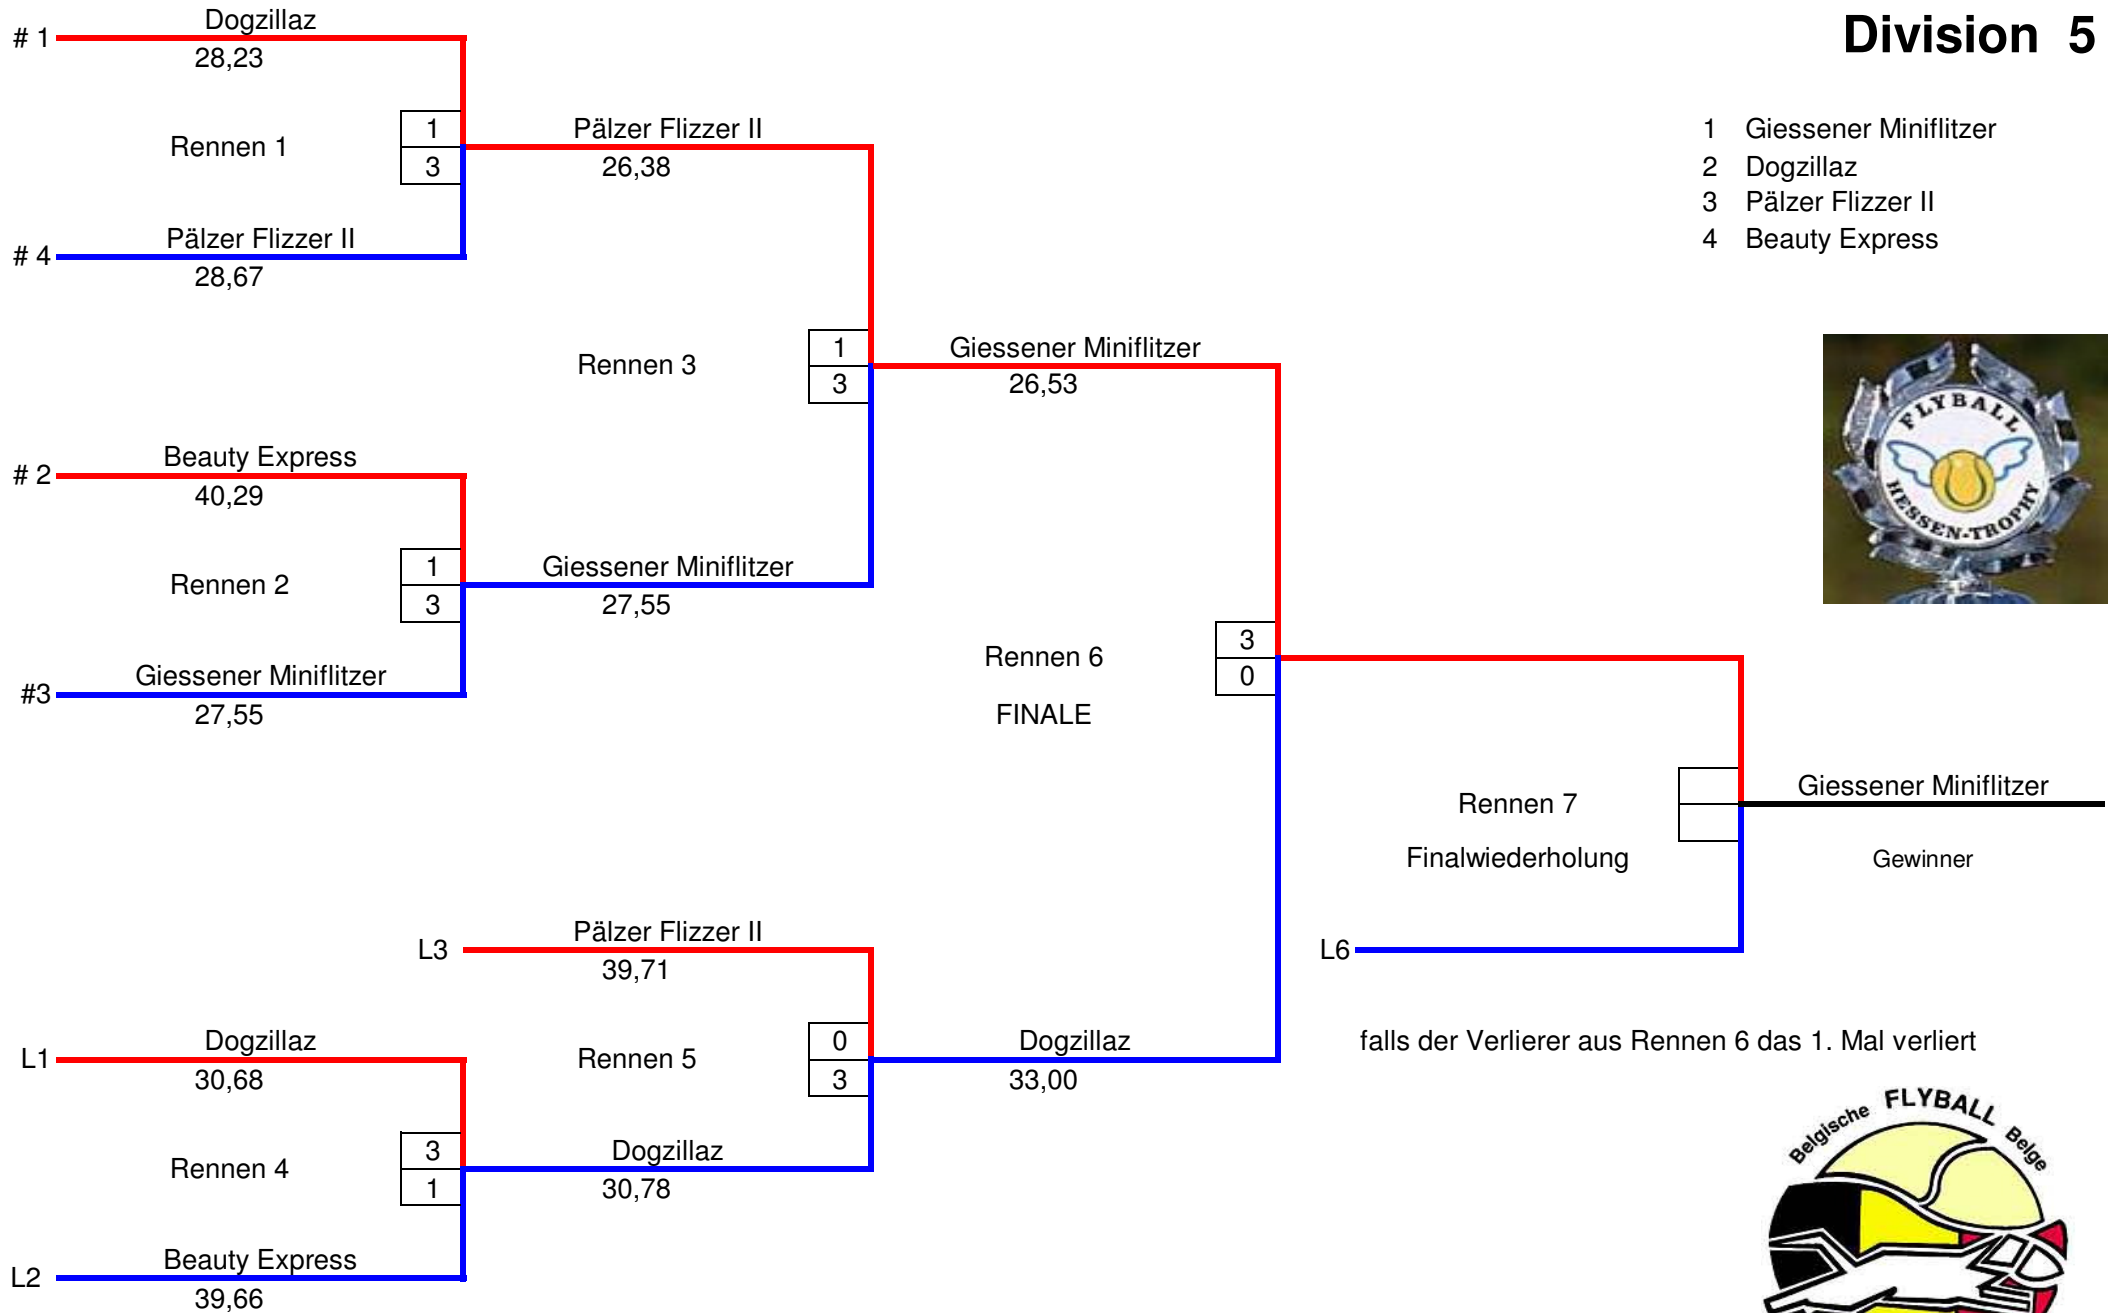 Division 5
1 Giessener Miniflitzer
2 Dogzillaz
3 Pälzer Flizzer II
4 Beauty Express
# 1
Dogzillaz
28,23
Rennen 1
1
3
# 4
Pälzer Flizzer II
28,67
Pälzer Flizzer II
26,38
# 2
Beauty Express
40,29
Rennen 2
1
3
#3
Giessener Miniflitzer
27,55
Giessener Miniflitzer
27,55
Rennen 3
1
3
Giessener Miniflitzer
26,53
FLYBALL
HESSEN-TROPHY
Rennen 6
FINALE
3
0
Rennen 7
Finalwiederholung
Giessener Miniflitzer
Gewinner
L6
falls der Verlierer aus Rennen 6 das 1. Mal verliert
L3
Pälzer Flizzer II
39,71
Rennen 5
0
3
Dogzillaz
33,00
L1
Dogzillaz
30,68
Rennen 4
3
1
Dogzillaz
30,78
L2
Beauty Express
39,66
Belgische FLYBALL Belge